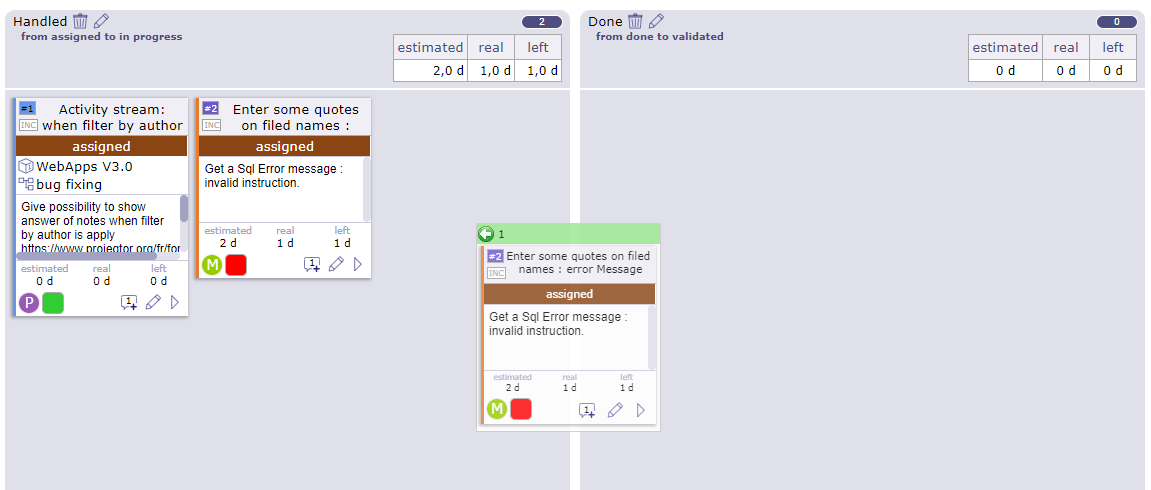 Handled 2
from assigned to in progress
estimated real left
2,0 d 1,0 d 1,0 d
#1 Activity stream:
INC when filter by author
assigned
WebApps V3.0
bug fixing
Give possibility to show
answer of notes when filter
by author is apply
https://www.projeqtor.org/fr/for
estimated real left
0 d 0 d 0 d
P 1
#2 Enter some quotes
INC on filed names :
assigned
Get a Sql Error message :
invalid instruction.
estimated real left
2 d 1 d 1 d
M 1
1
#2 Enter some quotes on filed
INC names : error Message
assigned
Get a Sql Error message :
invalid instruction.
estimated real left
2 d 1 d 1 d
M 1
Done 0
from done to validated
estimated real left
0 d 0 d 0 d